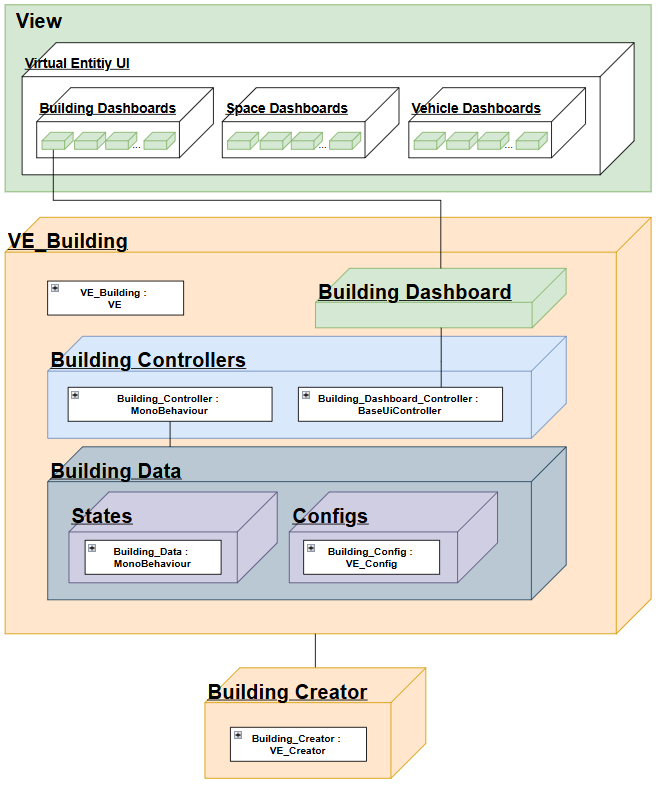 View
Virtual Entitiy UI
Building Dashboards
Space Dashboards
Vehicle Dashboards
...
...
...
VE_Building
VE_Building :
VE
Building Dashboard
Building Controllers
Building_Controller :
MonoBehaviour
Building_Dashboard_Controller :
BaseUiController
Building Data
States
Configs
Building_Data :
MonoBehaviour
Building_Config :
VE_Config
Building Creator
Building_Creator :
VE_Creator